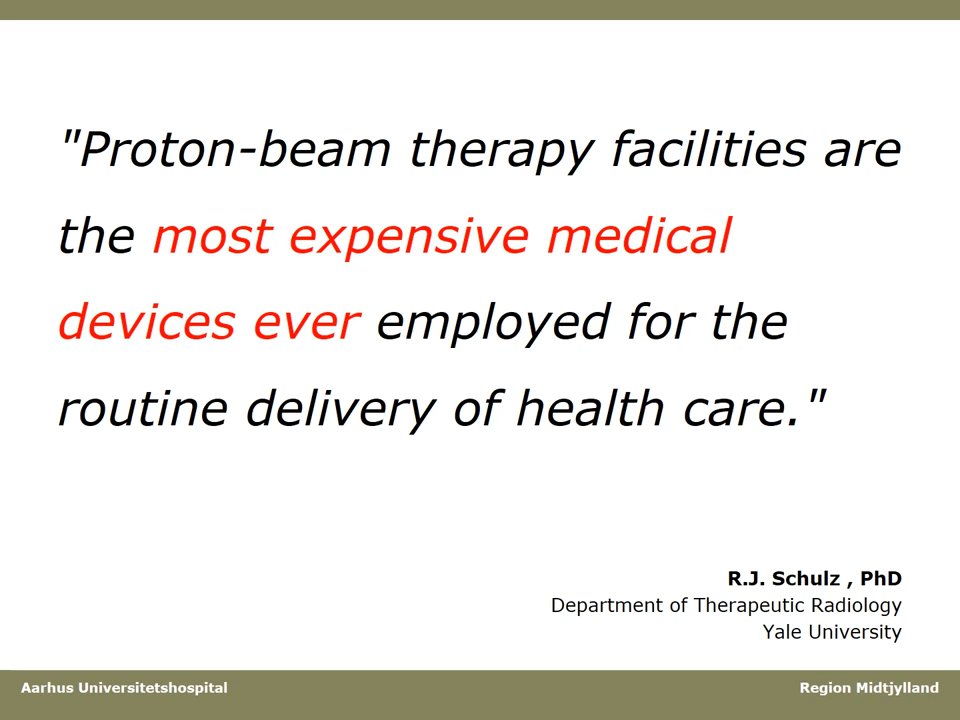 "Proton-beam therapy facilities are
the most expensive medical
devices ever employed for the
routine delivery of health care."
R.J. Schulz , PhD
Department of Therapeutic Radiology
Yale University
Aarhus Universitetshospital
Region Midtjylland